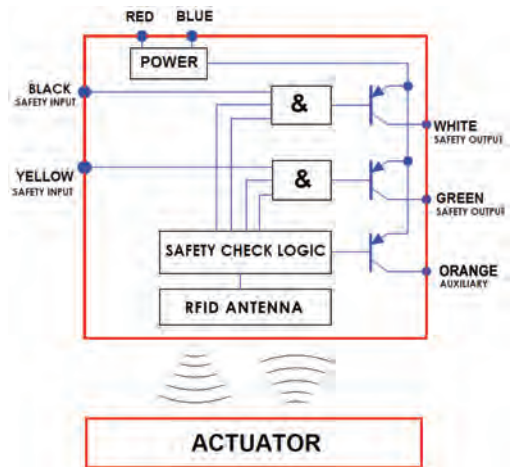 RED BLUE
POWER
BLACK
SAFETY INPUT
&
WHITE
SAFETY OUTPUT
YELLOW
SAFETY INPUT
&
GREEN
SAFETY OUTPUT
SAFETY CHECK LOGIC
ORANGE
AUXILIARY
RFID ANTENNA
ACTUATOR